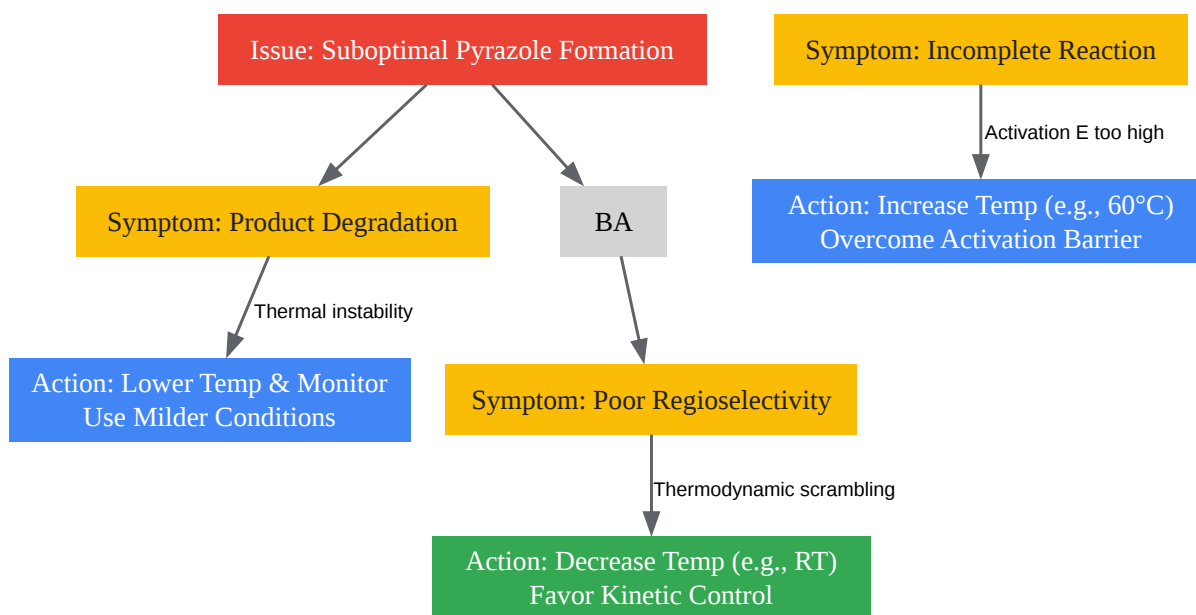 Issue: Suboptimal Pyrazole Formation
Symptom: Incomplete Reaction
Activation E too high
Symptom: Product Degradation
BA
Action: Increase Temp (e.g., 60°C)
Overcome Activation Barrier
Thermal instability
Action: Lower Temp & Monitor
Use Milder Conditions
Symptom: Poor Regioselectivity
Thermodynamic scrambling
Action: Decrease Temp (e.g., RT)
Favor Kinetic Control